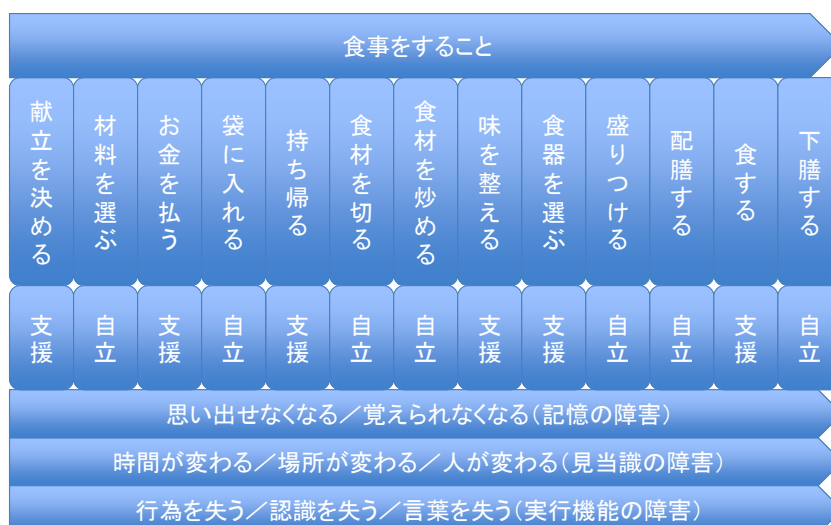 食事をすること
献立を決める
材料を選ぶ
お金を払う
袋に入れる
持ち帰る
食材を切る
食材を炒める
味を整える
食器を選ぶ
盛りつける
配膳する
食する
下膳する
支援
自立
支援
自立
支援
自立
自立
支援
支援
自立
自立
支援
自立
思い出せなくなる／覚えられなくなる（記憶の障害）
時間が変わる／場所が変わる／人が変わる（見当識の障害）
行為を失う／認識を失う／言葉を失う（実行機能の障害）